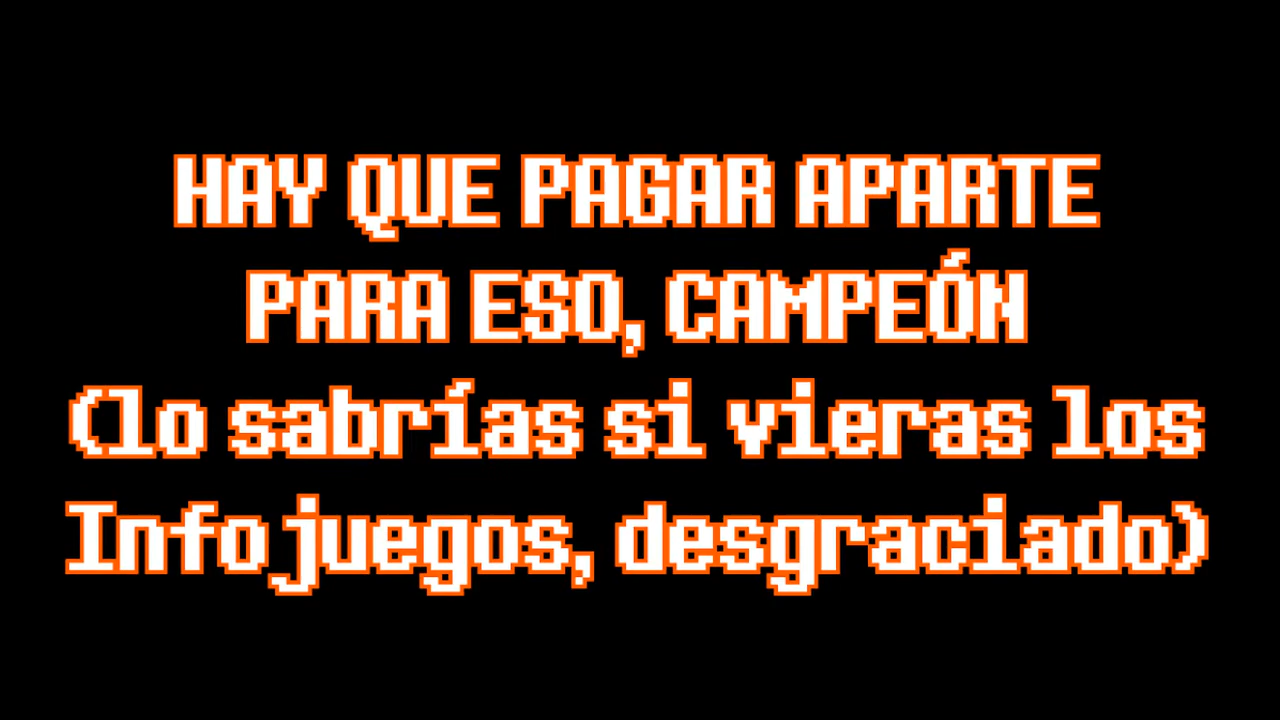 HAY QUE PAGAR APARTE
PARA ESO, CAMPEÓN
(lo sabrías si vieras los
Infojuegos, desgraciado)